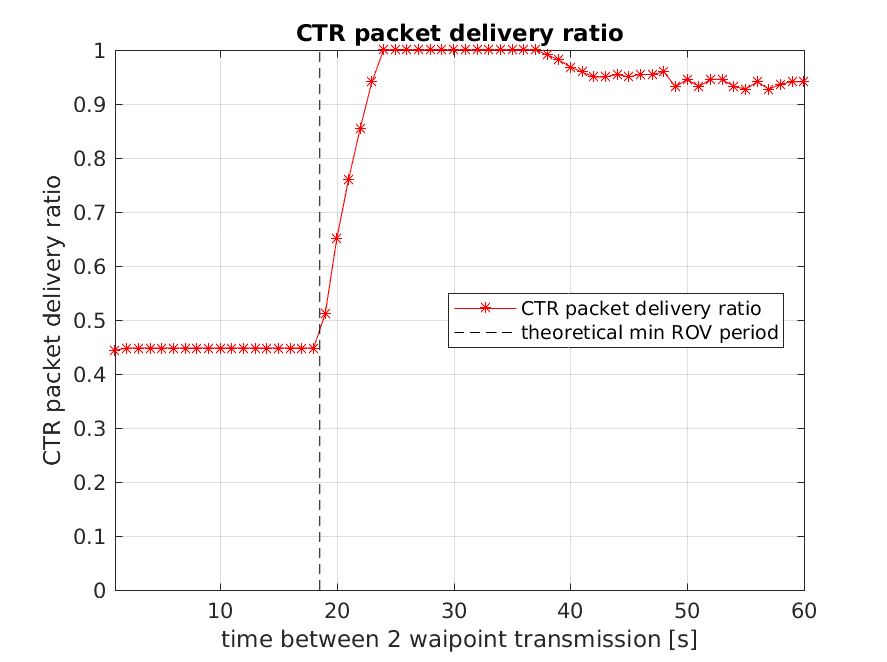 CTR packet delivery ratio
CTR packet delivery ratio
1
0.9
0.8
0.7
0.6
0.5
0.4
0.3
0.2
0.1
0
CTR packet delivery ratio
theoretical min ROV period
10 20 30 40 50 60
time between 2 waipoint transmission [s]